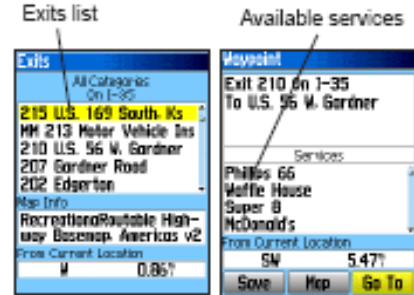 Exits list
Available services
Exits
All Categories
On I-35
215 U.S. 169 South, Ks
MM 213 Motor Vehicle Ins
210 U.S. 56 W. Gardner
207 Gardner Road
202 Edgerton
Map Info
RecreationaRoutable High-
way Basemap, Americas v2
From Current Location
W 0.86
Waypoint
Exit 210 On I-35
To U.S. 56 W. Gardner
Services
Phillips 66
Waffle House
Super 8
McDonald's
From Current Location
SW 5.47
Save Map Go To